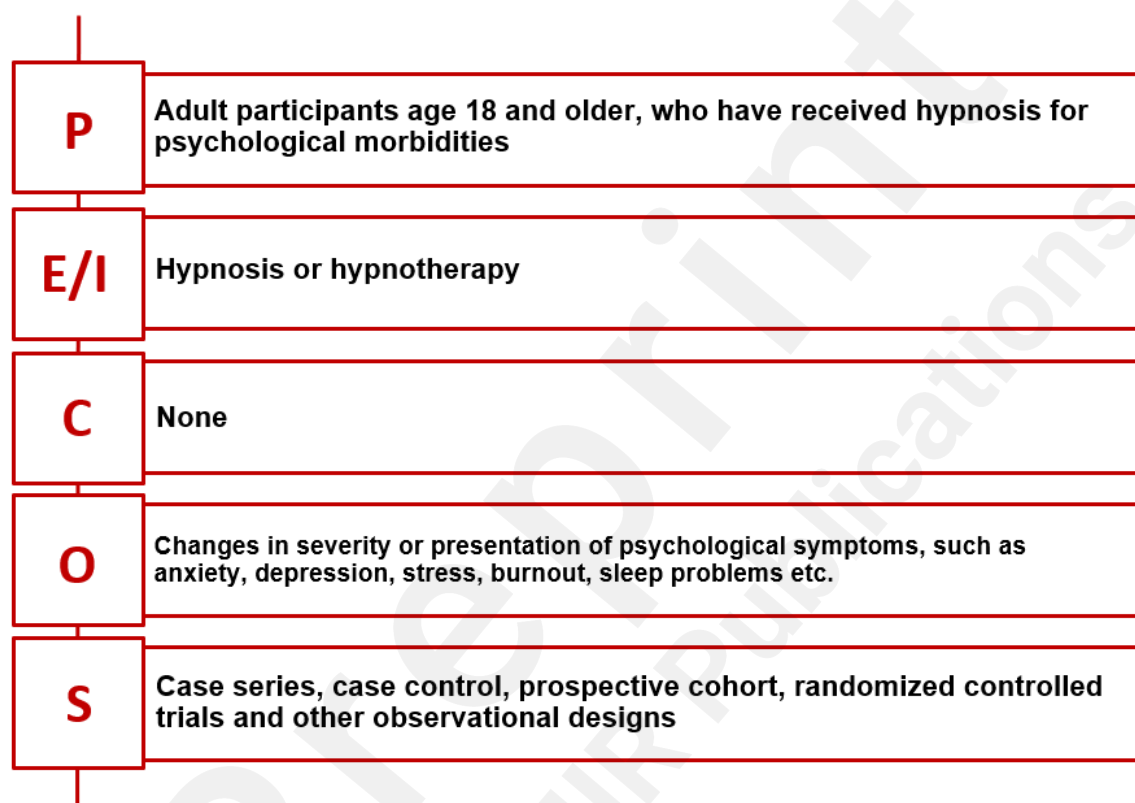 P
Adult participants age 18 and older, who have received hypnosis for
psychological morbidities
E/I
Hypnosis or hypnotherapy
C
None
O
Changes in severity or presentation of psychological symptoms, such as
anxiety, depression, stress, burnout, sleep problems etc.
S
Case series, case control, prospective cohort, randomized controlled
trials and other observational designs
Preprint
Publications